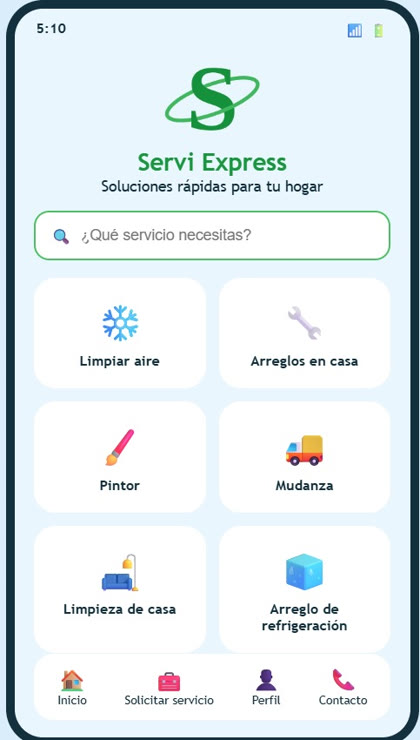 5:10
S
Servi Express
Soluciones rápidas para tu hogar
¿Qué servicio necesitas?
Limpiar aire
Arreglos en casa
Pintor
Mudanza
Limpieza de casa
Arreglo de
refrigeración
Inicio
Solicitar servicio
Perfil
Contacto